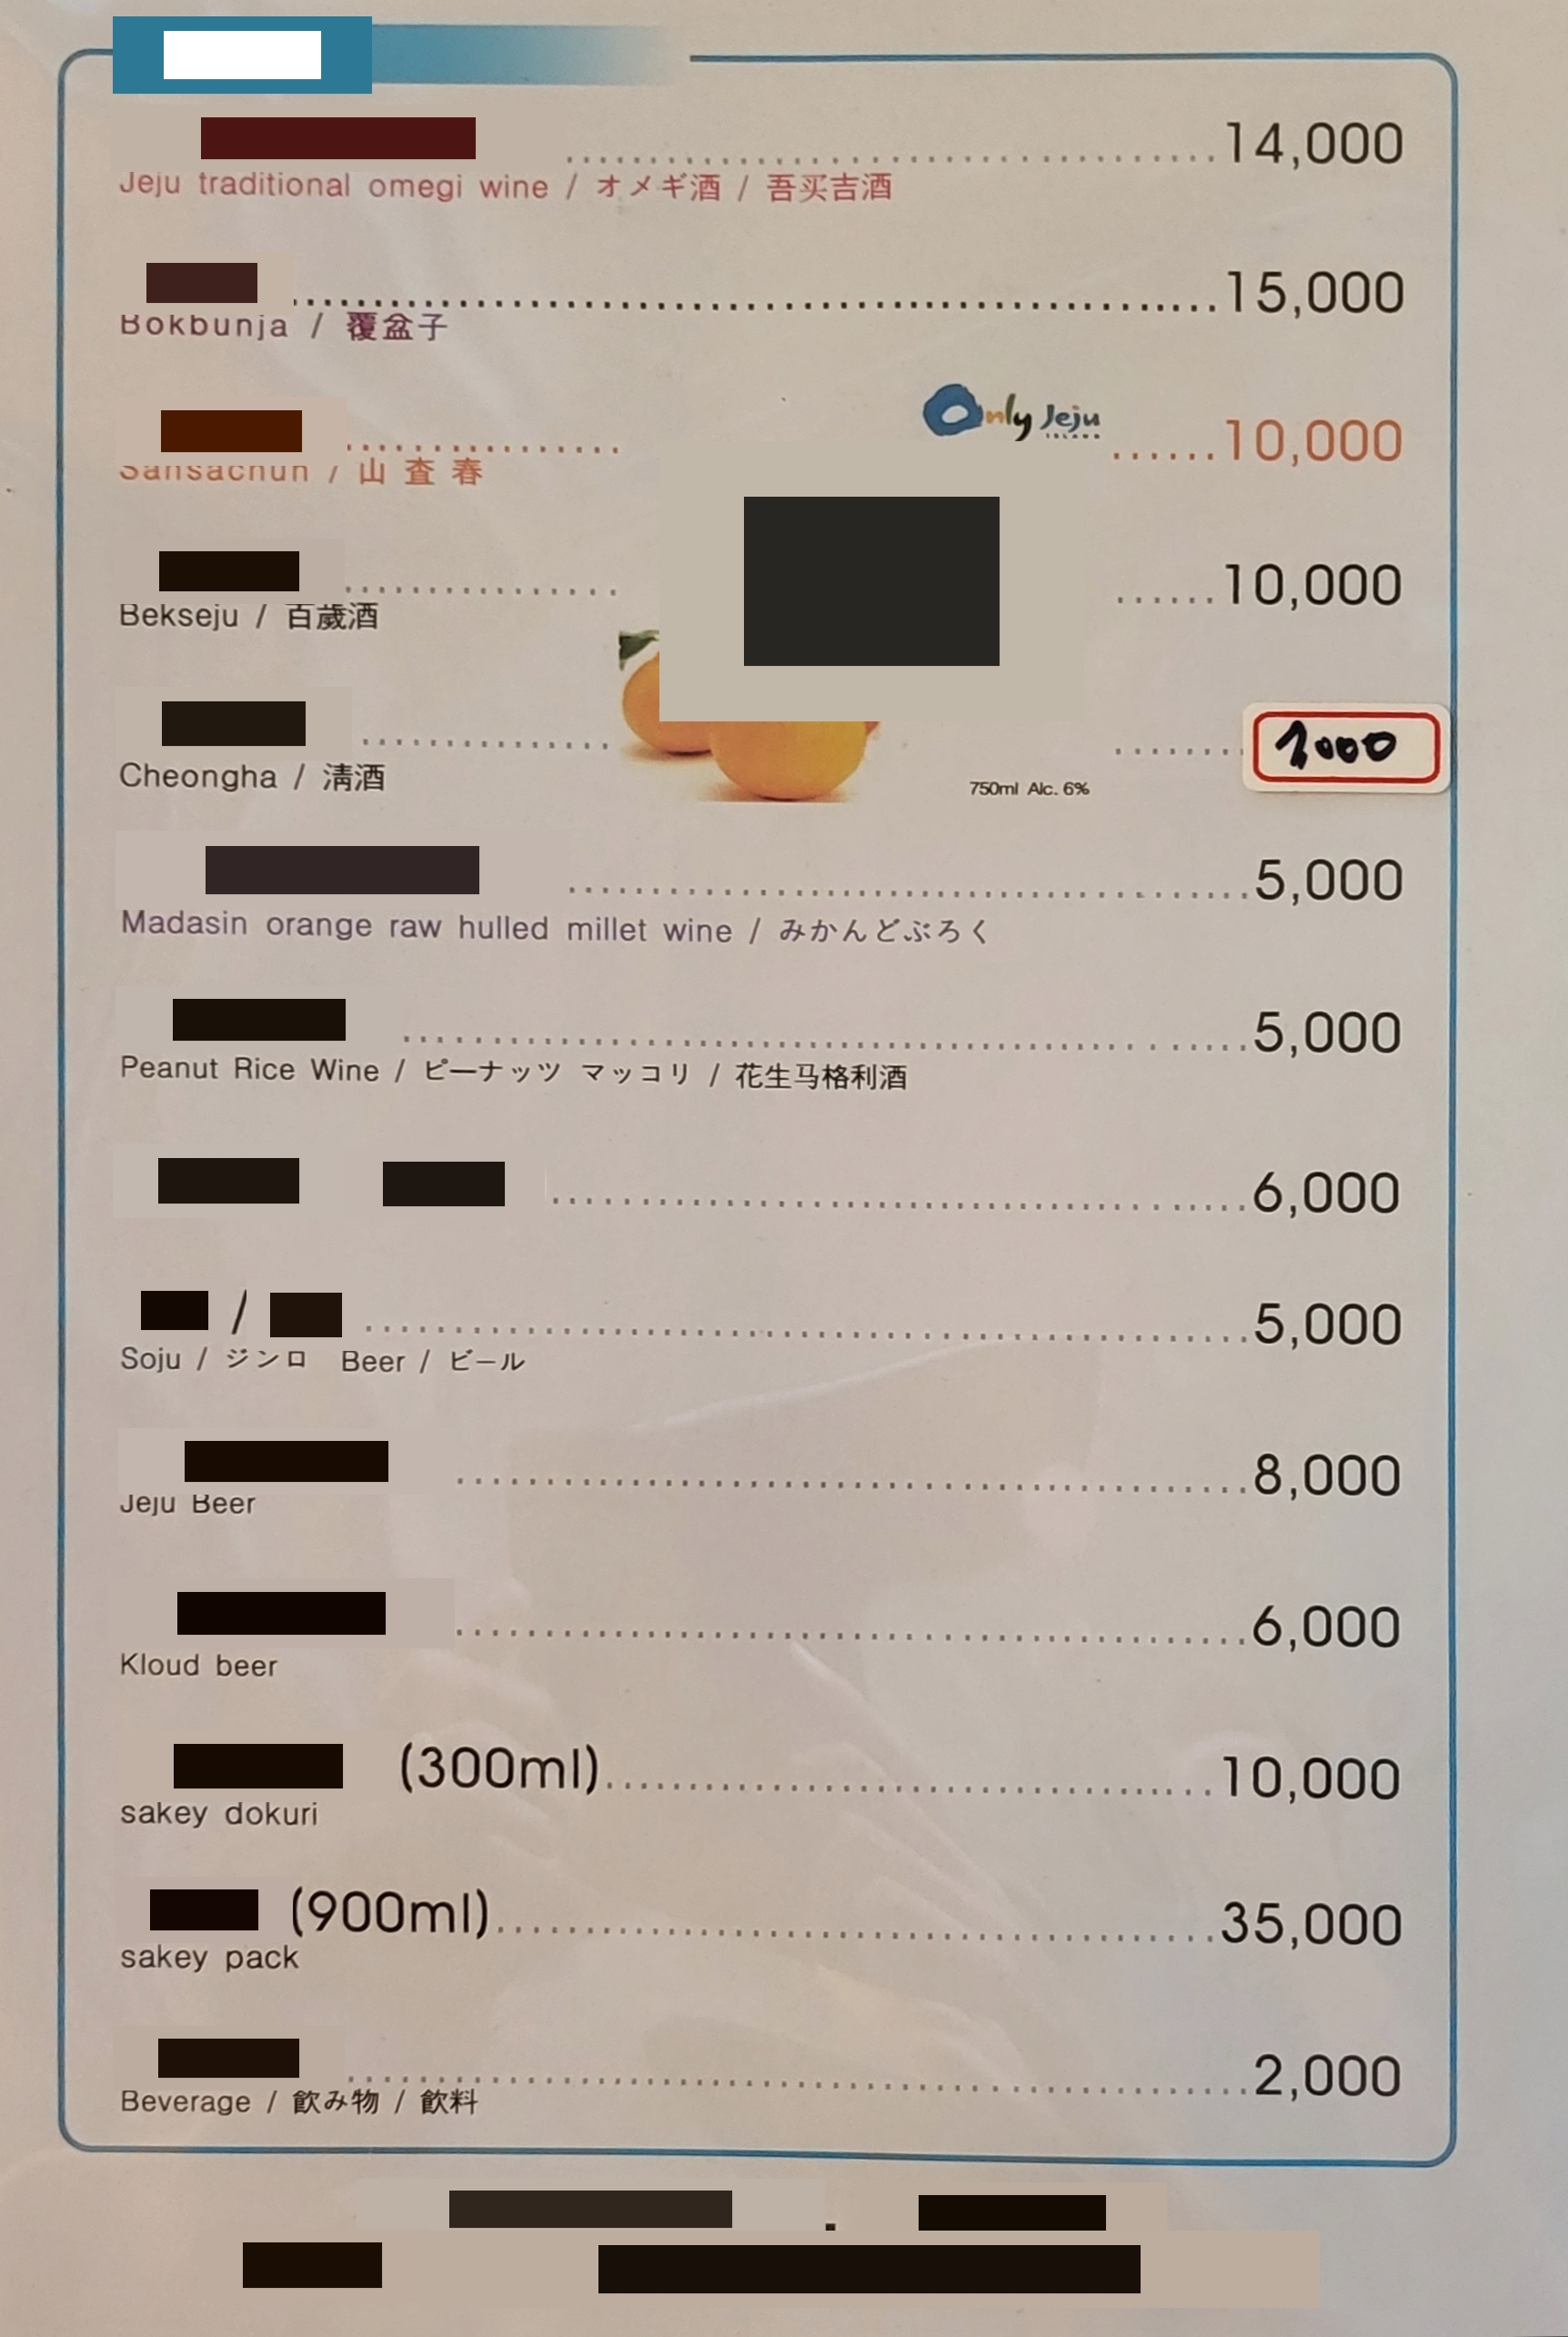 14,000
Jeju traditional omegi wine / オメギ酒 / 吾买吉酒
15,000
Bokbunja / 覆盆子
Only Jeju
ISLAND
10,000
Sansachun / 山査春
10,000
Bekseju / 百歲酒
Cheongha / 淸酒
750ml Alc. 6%
5,000
Madasin orange raw hulled millet wine / みかんどぶろく
5,000
Peanut Rice Wine / ピーナッツ マッコリ / 花生马格利酒
6,000
/ 5,000
Soju / ジンロ Beer / ビール
8,000
Jeju Beer
6,000
Kloud beer
(300ml) 10,000
sakey dokuri
(900ml) 35,000
sakey pack
2,000
Beverage / 飲み物 / 飲料